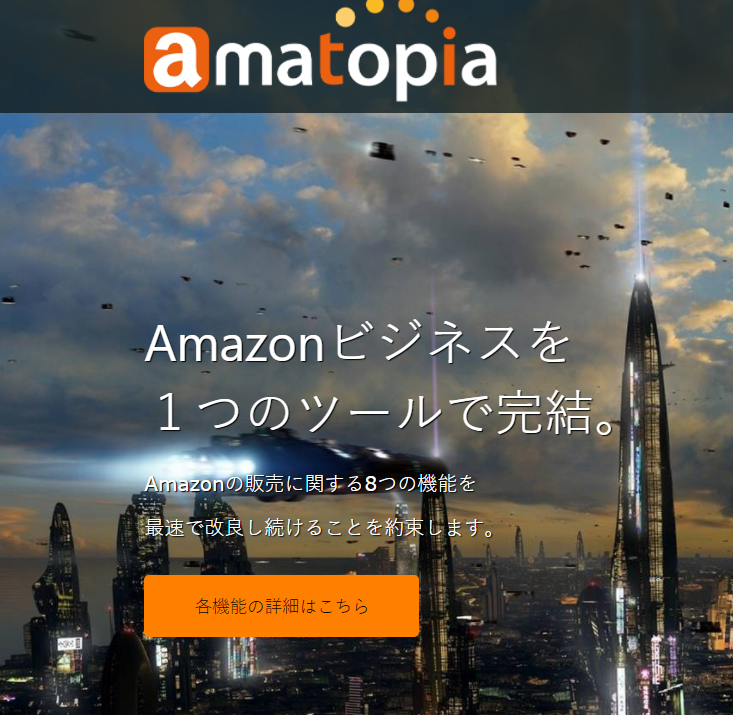 amatopia
Amazonビジネスを
１つのツールで完結。
Amazonの販売に関する8つの機能を
最速で改良し続けることを約束します。
各機能の詳細はこちら